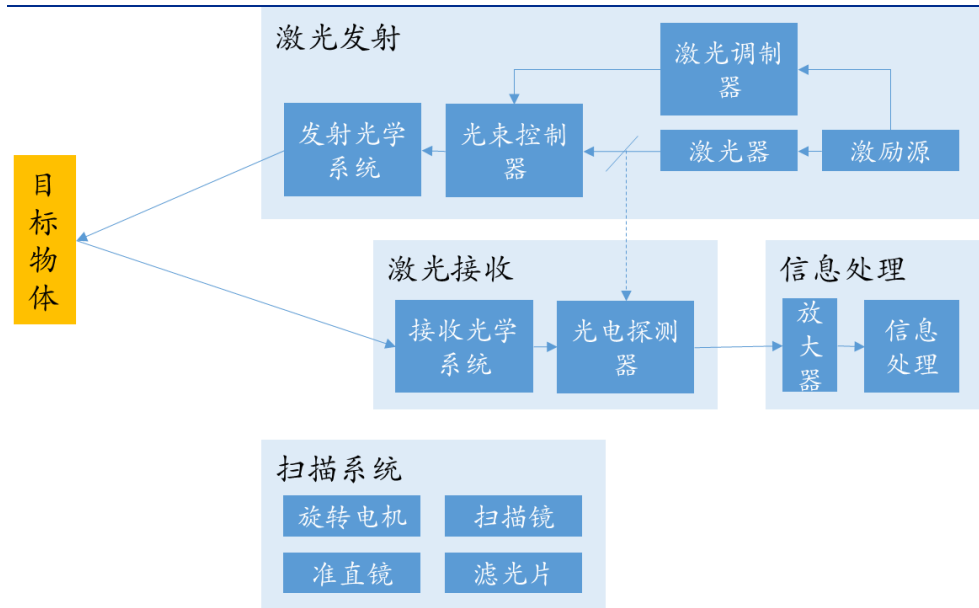 激光发射
激光调制
器
发射光学
系统
光束控制
器
激光器
激励源
目
标
物
体
激光接收
接收光学
系统
光电探测
器
信息处理
放
大
器
信息
处理
扫描系统
旋转电机
扫描镜
准直镜
滤光片